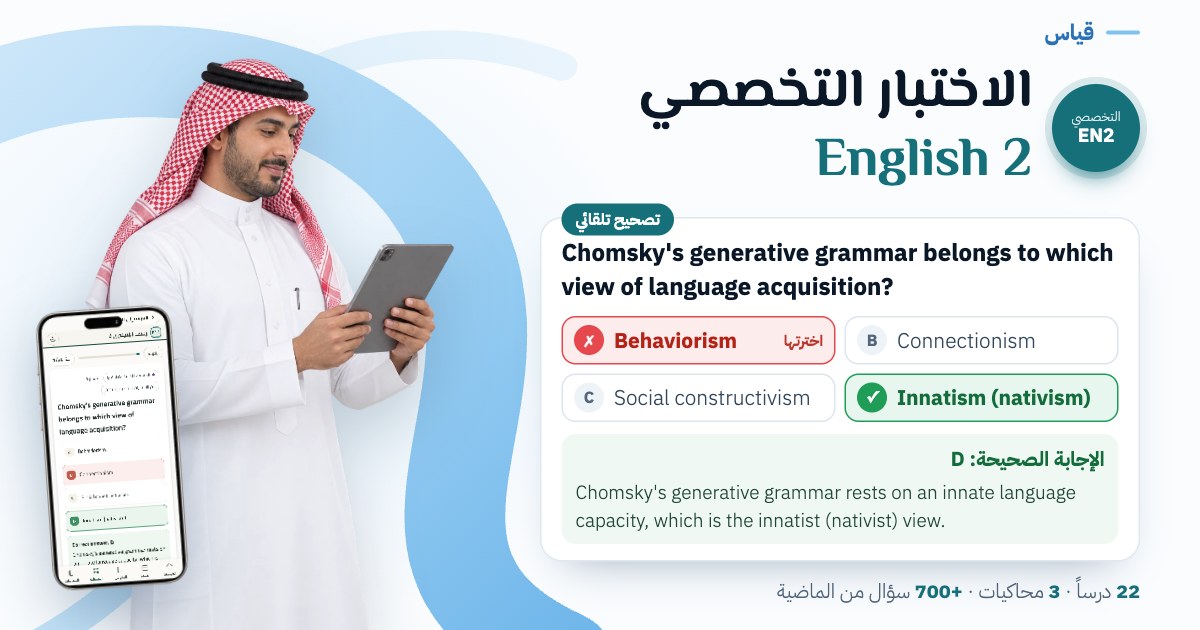 قياس
الاختبار التخصصي
English 2
التخصصي
EN2
تصحيح تلقائي
Chomsky's generative grammar belongs to which
view of language acquisition?
✗ Behaviorism اخترتها
B Connectionism
C Social constructivism
✓ Innatism (nativism)
الإجابة الصحيحة: D
Chomsky's generative grammar rests on an innate language
capacity, which is the innatist (nativist) view.
22 درساً · 3 محاكيات · +700 سؤال من الماضية
Chomsky's generative grammar
belongs to which view of
language acquisition?
Behaviorism
Connectionism